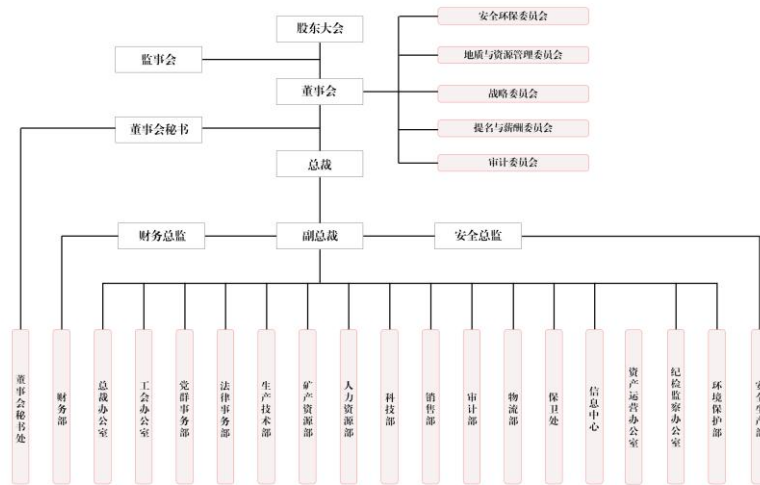 股东大会
监事会
董事会
董事会秘书
总裁
财务总监
副总裁
安全总监
安全环保委员会
地质与资源管理委员会
战略委员会
提名与薪酬委员会
审计委员会
董事会秘书处
财务部
总裁办公室
工会办公室
党群事务部
法律事务部
生产技术部
矿产资源部
人力资源部
科技部
销售部
审计部
物流部
保卫处
信息中心
资产运营办公室
纪检监察办公室
环境保护部
安全生产部